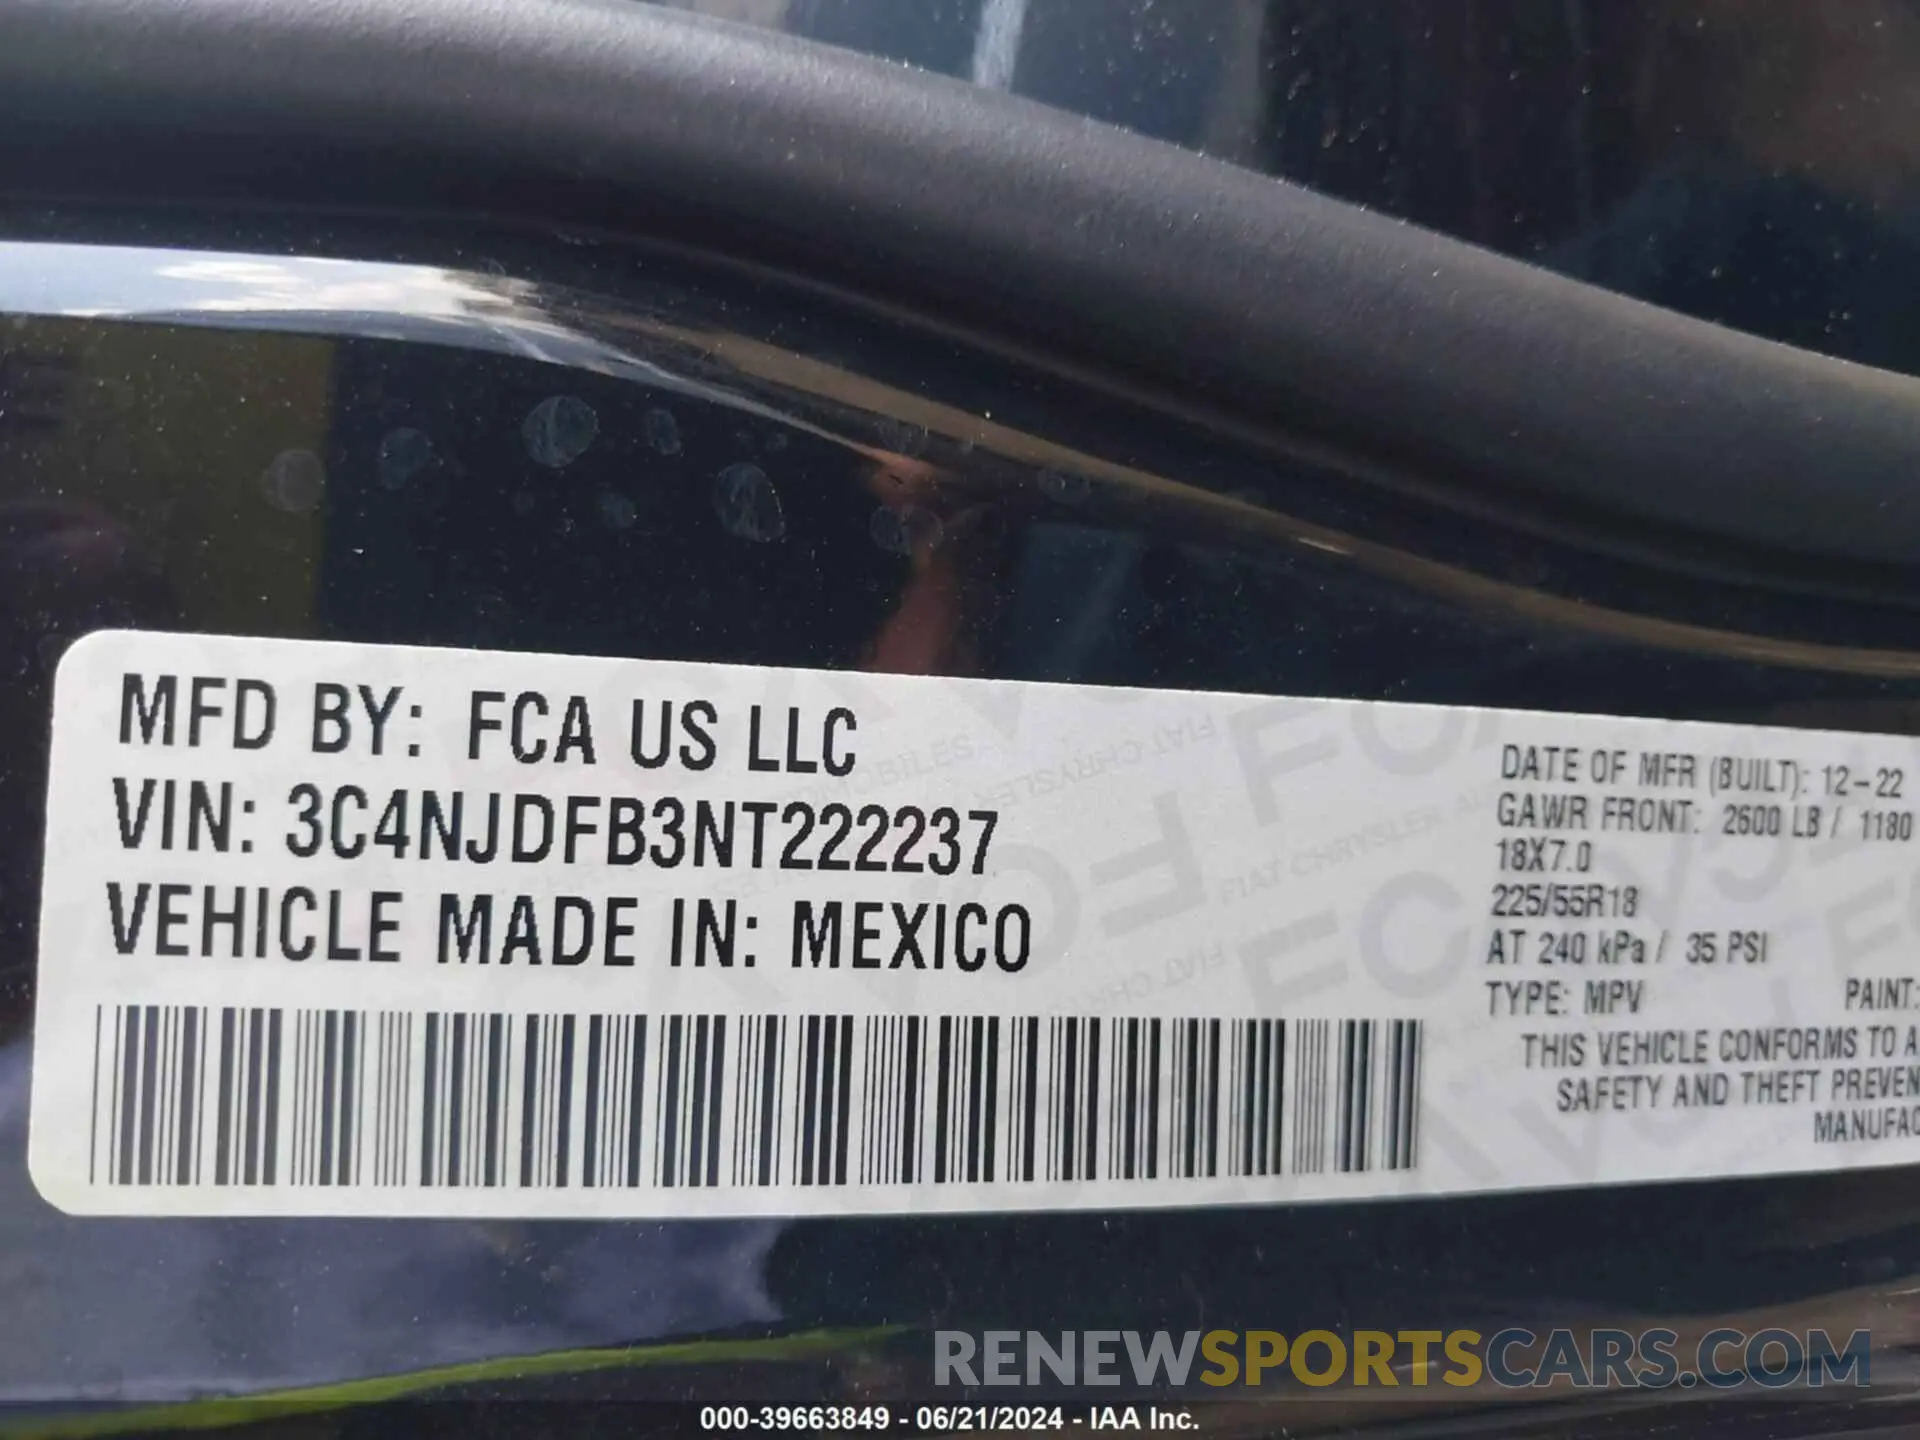 MFD BY: FCA US LLC
VIN: 3C4NJDFB3NT222237
VEHICLE MADE IN: MEXICO
DATE OF MFR (BUILT): 12-22
GAWR FRONT: 2600 LB / 1180
18X7.0
225/55R18
AT 240 kPa / 35 PSI
TYPE: MPV PAINT:
THIS VEHICLE CONFORMS TO A
SAFETY AND THEFT PREVEN
MANUFAC
RENEWSPORTSCARS.COM
000-39663849 - 06/21/2024 - IAA Inc.